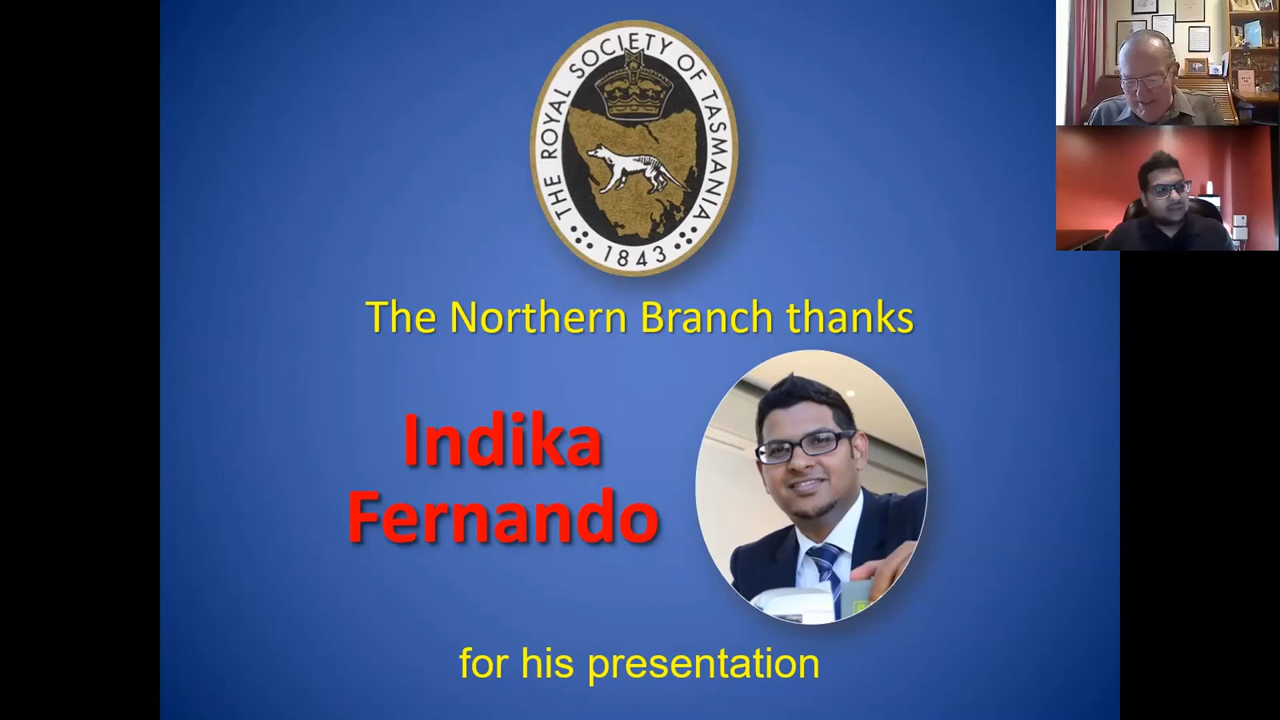 THE ROYAL SOCIETY OF TASMANIA
1843
The Northern Branch thanks
Indika
Fernando
for his presentation